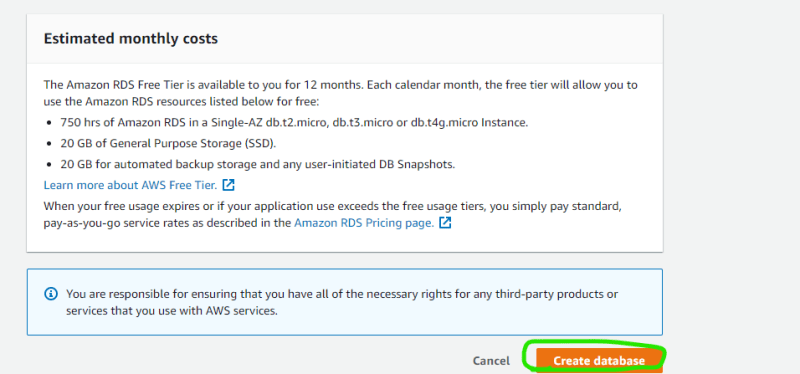 Estimated monthly costs
The Amazon RDS Free Tier is available to you for 12 months. Each calendar month, the free tier will allow you to
use the Amazon RDS resources listed below for free:
• 750 hrs of Amazon RDS in a Single-AZ db.t2.micro, db.t3.micro or db.t4g.micro Instance.
• 20 GB of General Purpose Storage (SSD).
• 20 GB for automated backup storage and any user-initiated DB Snapshots.
Learn more about AWS Free Tier.
When your free usage expires or if your application use exceeds the free usage tiers, you simply pay standard,
pay-as-you-go service rates as described in the Amazon RDS Pricing page.
You are responsible for ensuring that you have all of the necessary rights for any third-party products or
services that you use with AWS services.
Cancel Create database